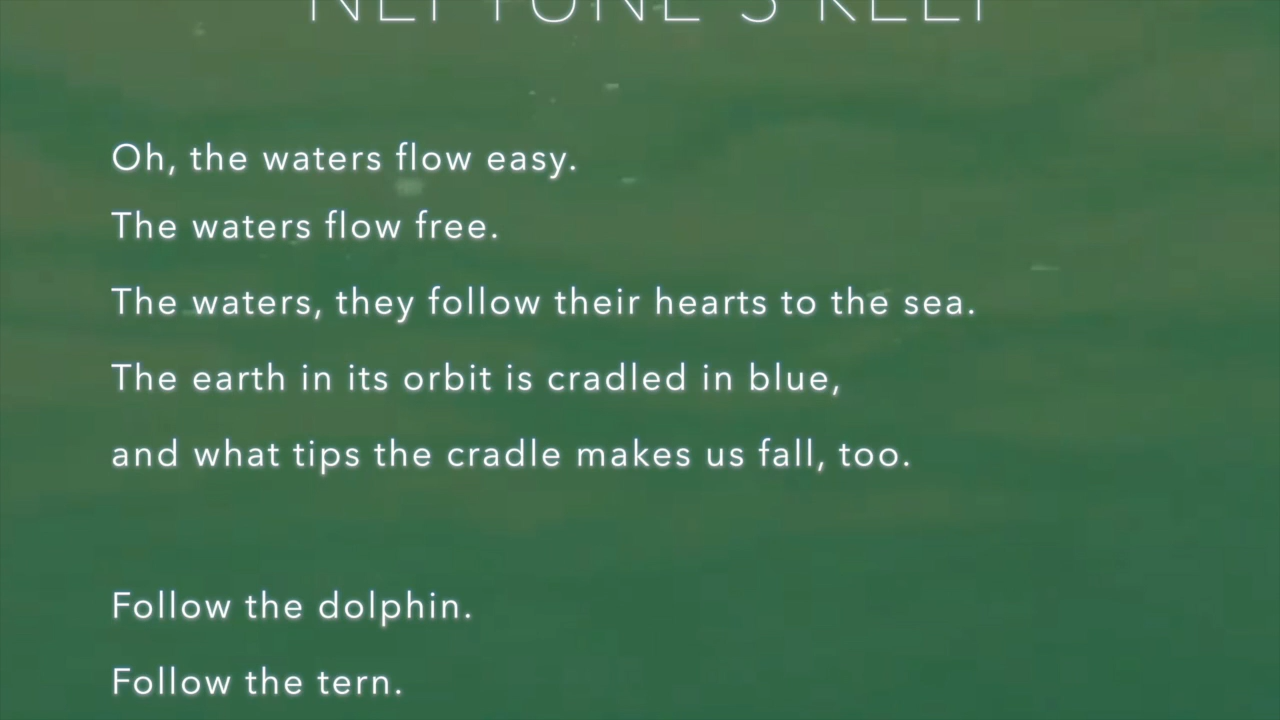 NEPTUNE'S
Oh, the waters flow easy.
The waters flow free.
The waters, they follow their hearts to the sea.
The earth in its orbit is cradled in blue,
and what tips the cradle makes us fall, too.
Follow the dolphin.
Follow the tern.